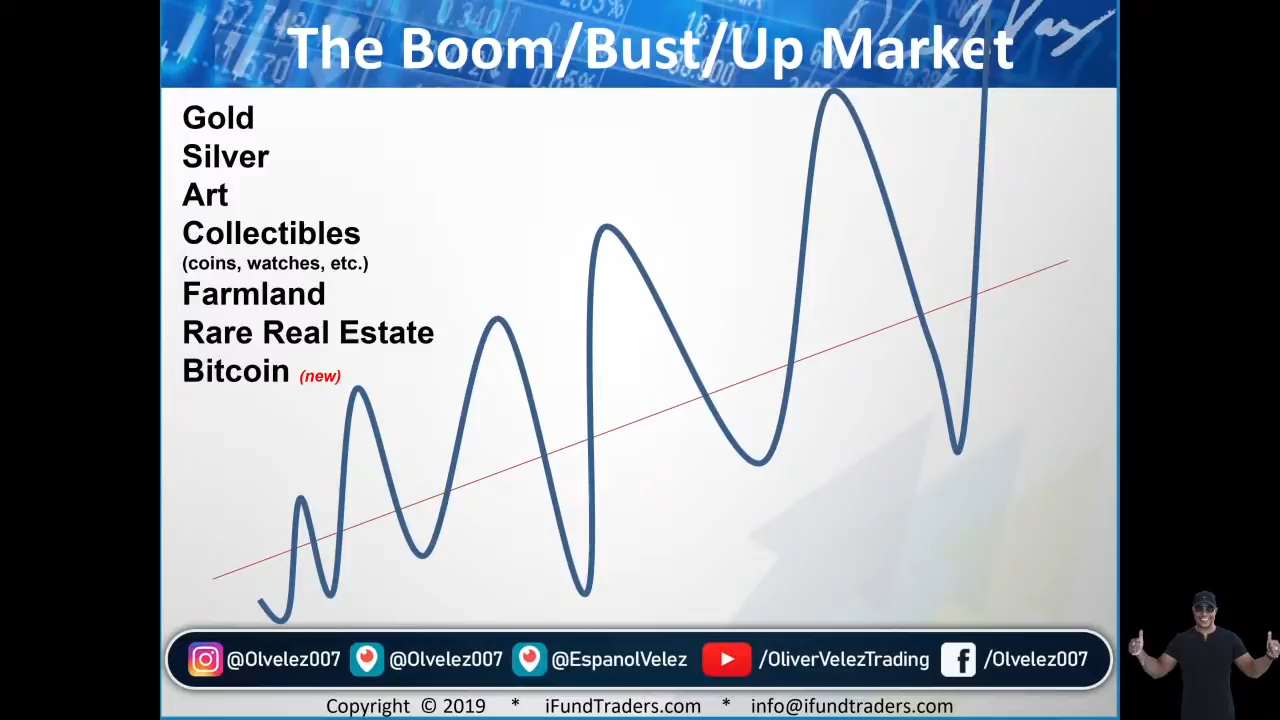 The Boom/Bust/Up Market
Gold
Silver
Art
Collectibles
(coins, watches, etc.)
Farmland
Rare Real Estate
Bitcoin (new)
@Olvelez007 @Olvelez007 @EspanolVelez /OliverVelezTrading /Olvelez007
Copyright © 2019 * iFundTraders.com * info@ifundtraders.com